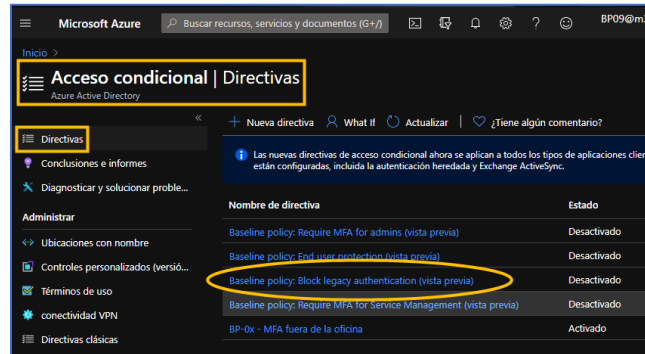 Microsoft Azure
Buscar recursos, servicios y documentos (G+/)
BP09@m
Inicio >
Acceso condicional | Directivas
Azure Active Directory
«
Directivas
Conclusiones e informes
Diagnosticar y solucionar proble...
Administrar
Ubicaciones con nombre
Controles personalizados (versió...
Términos de uso
conectividad VPN
Directivas clásicas
+ Nueva directiva What If Actualizar | ¿Tiene algún comentario?
Las nuevas directivas de acceso condicional ahora se aplican a todos los tipos de aplicaciones clien
están configuradas, incluida la autenticación heredada y Exchange ActiveSync.
Nombre de directiva Estado
Baseline policy: Require MFA for admins (vista previa) Desactivado
Baseline policy: End user protection (vista previa) Desactivado
Baseline policy: Block legacy authentication (vista previa) Desactivado
Baseline policy: Require MFA for Service Management (vista previa) Desactivado
BP-0x - MFA fuera de la oficina Activado